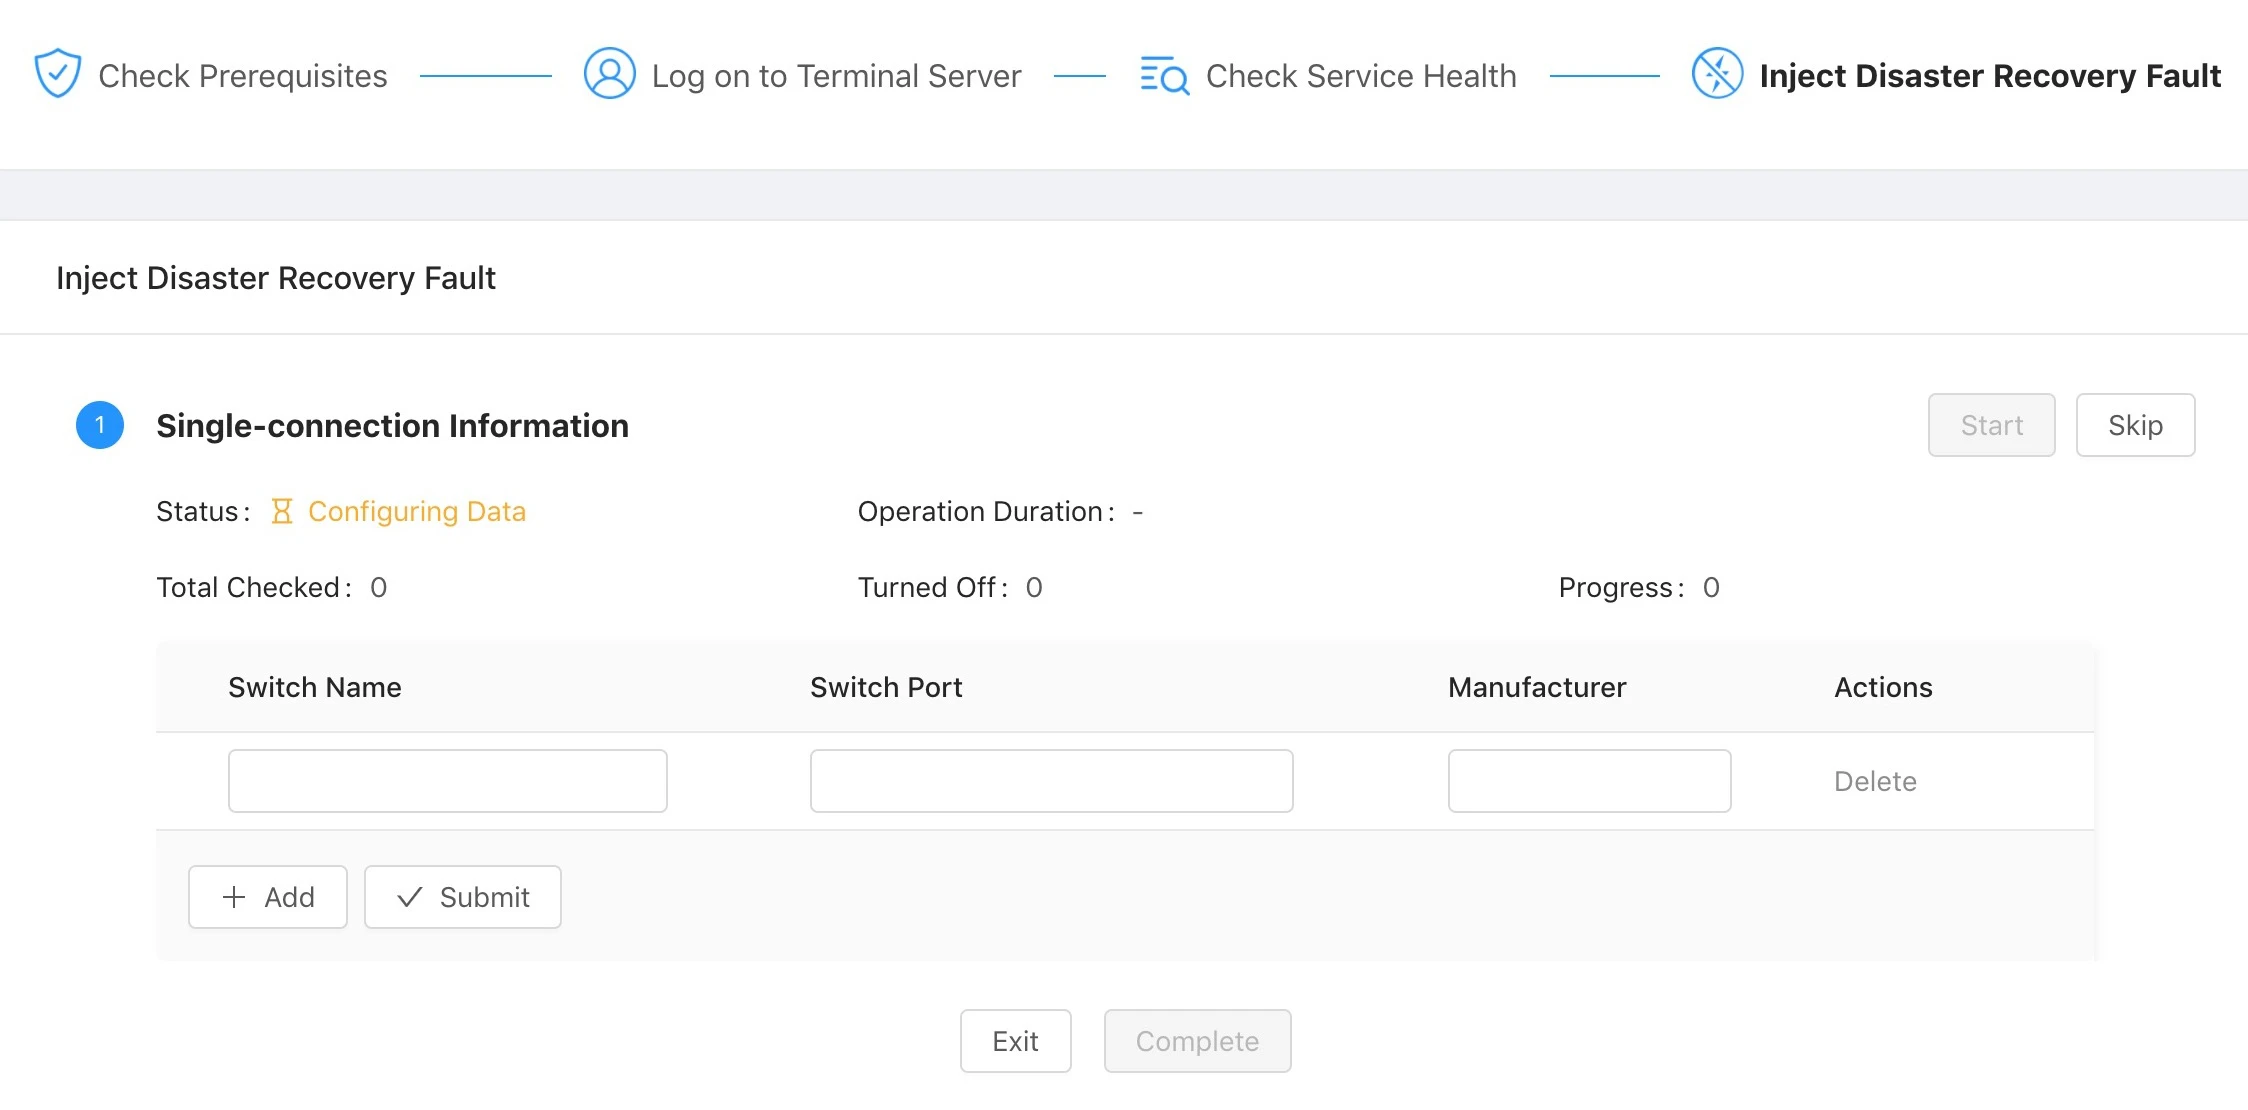 Check Prerequisites Log on to Terminal Server Check Service Health Inject Disaster Recovery Fault
Inject Disaster Recovery Fault
1 Single-connection Information Start Skip
Status: Configuring Data Operation Duration: -
Total Checked: 0 Turned Off: 0 Progress: 0
Switch Name Switch Port Manufacturer Actions
Delete
Add Submit
Exit Complete